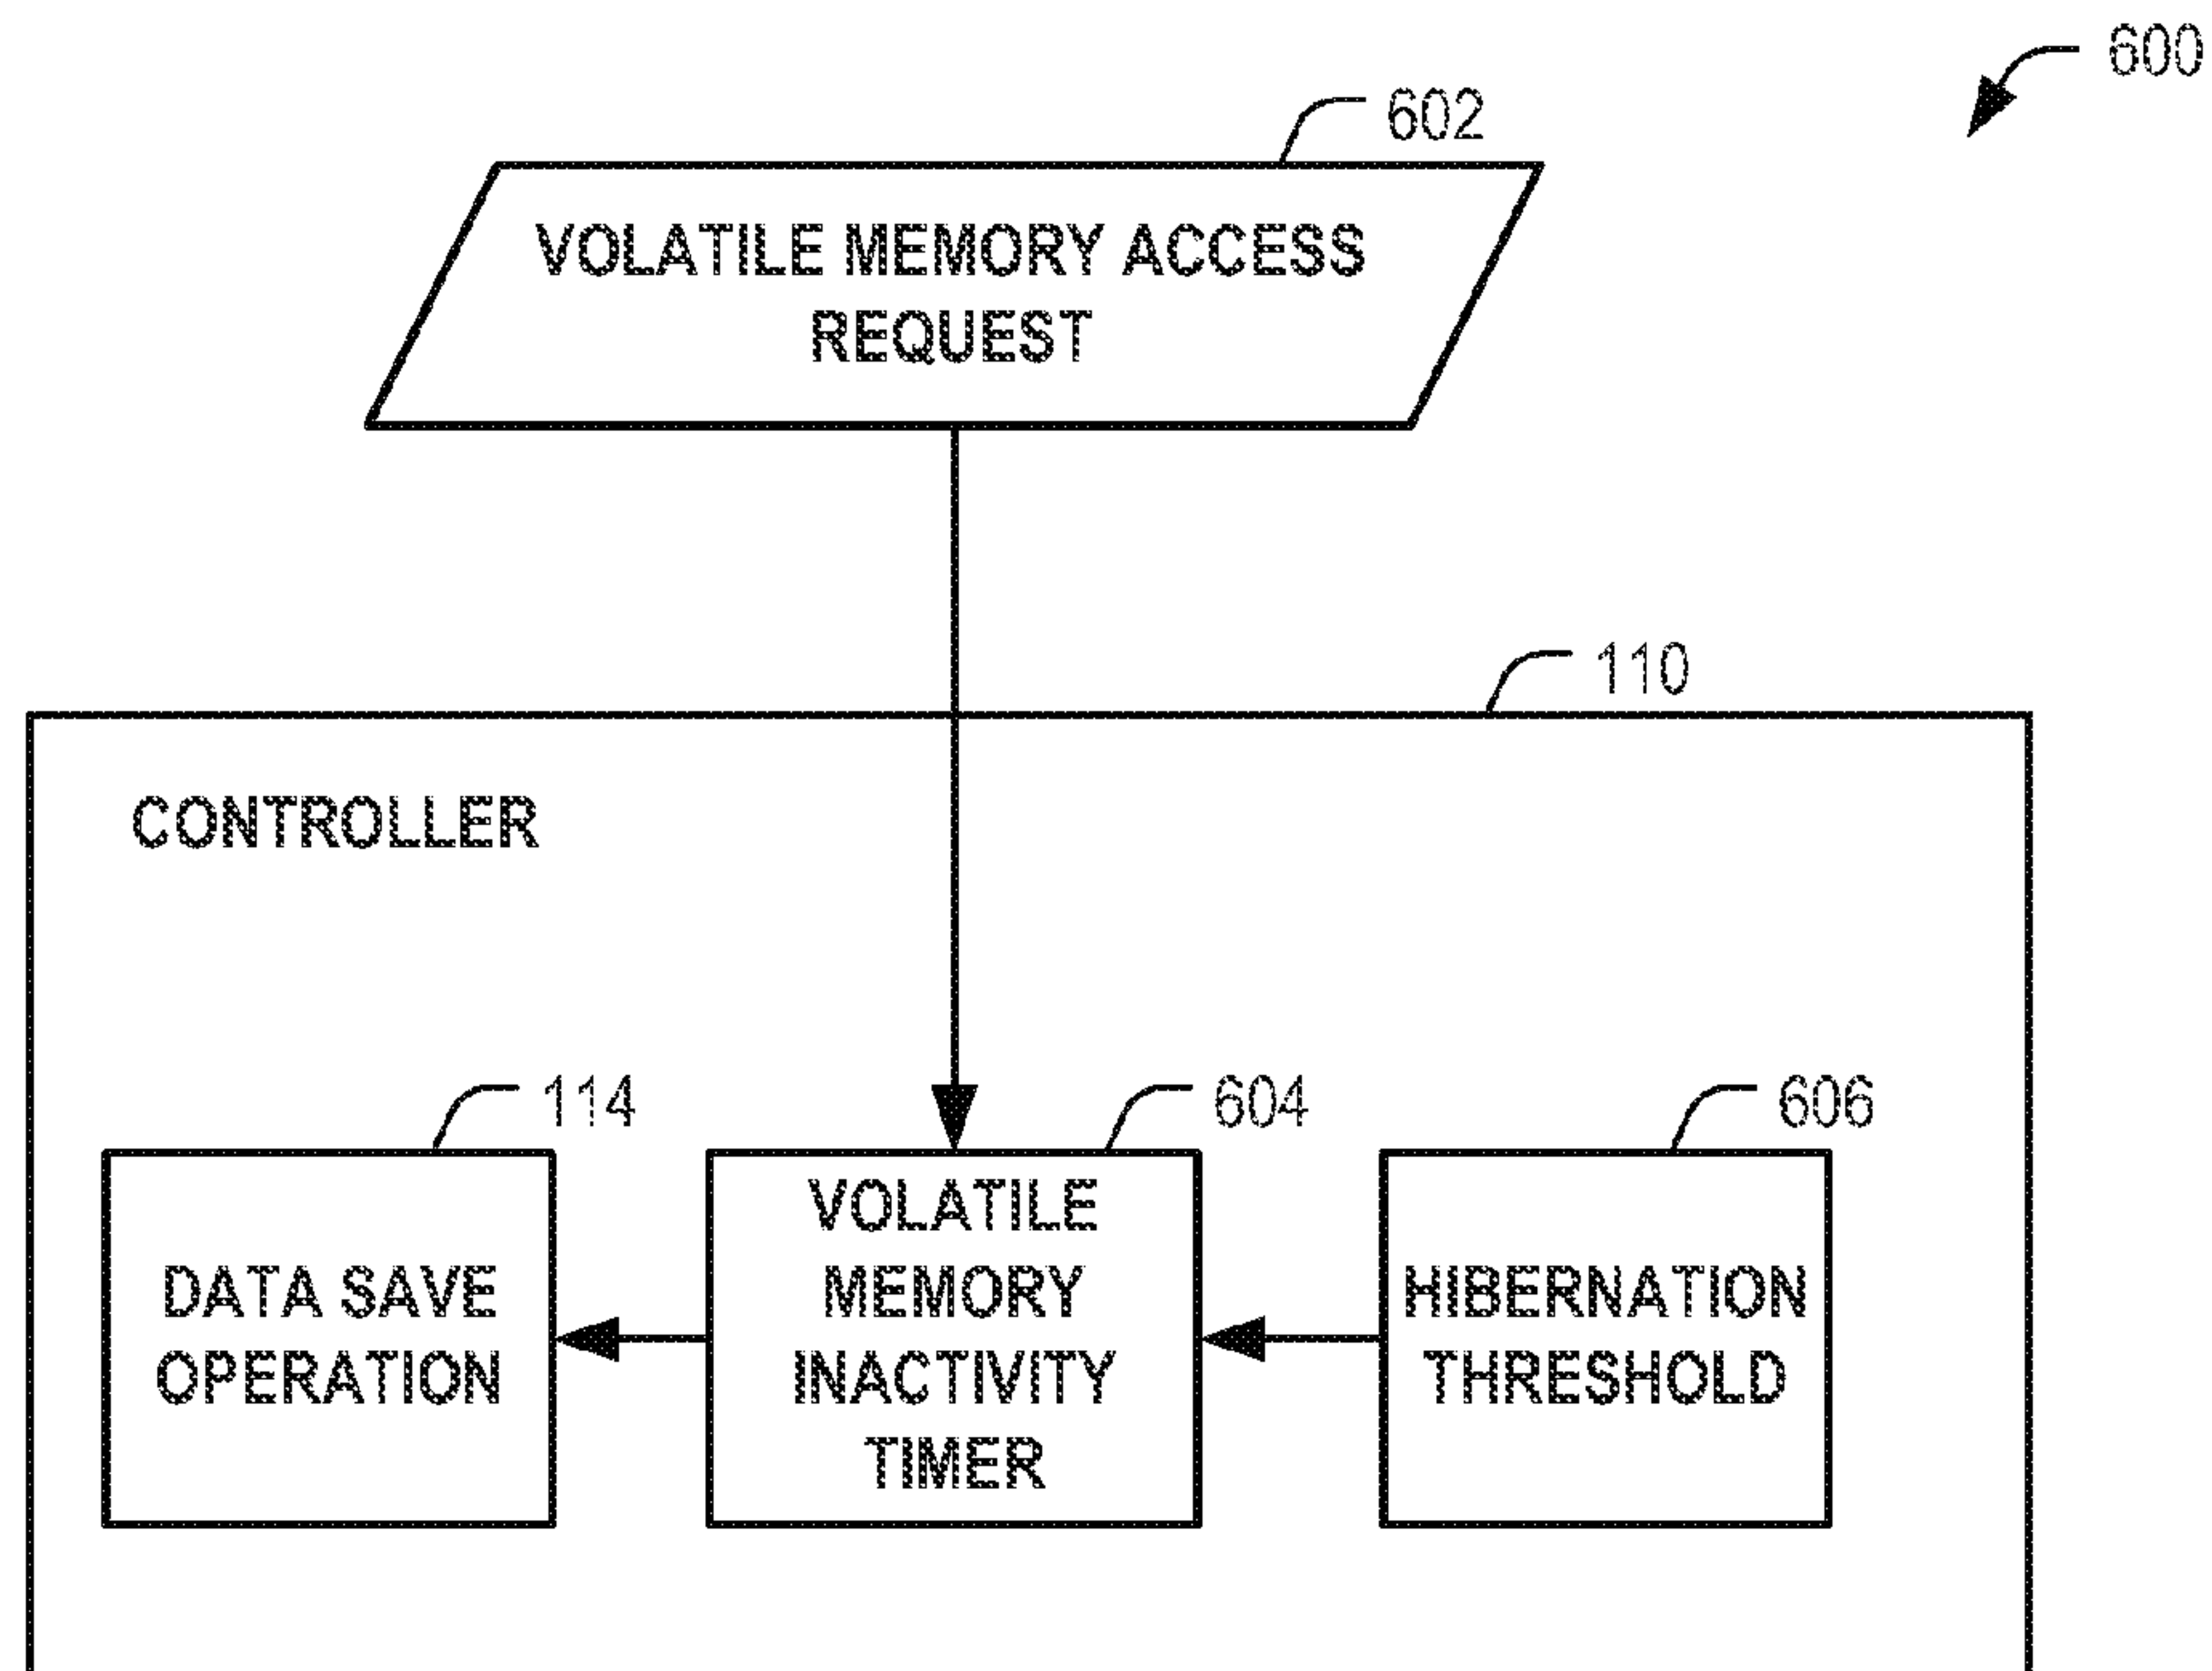 600
602
VOLATILE MEMORY ACCESS
REQUEST
110
CONTROLLER
114
604
606
DATA SAVE
OPERATION
VOLATILE
MEMORY
INACTIVITY
TIMER
HIBERNATION
THRESHOLD